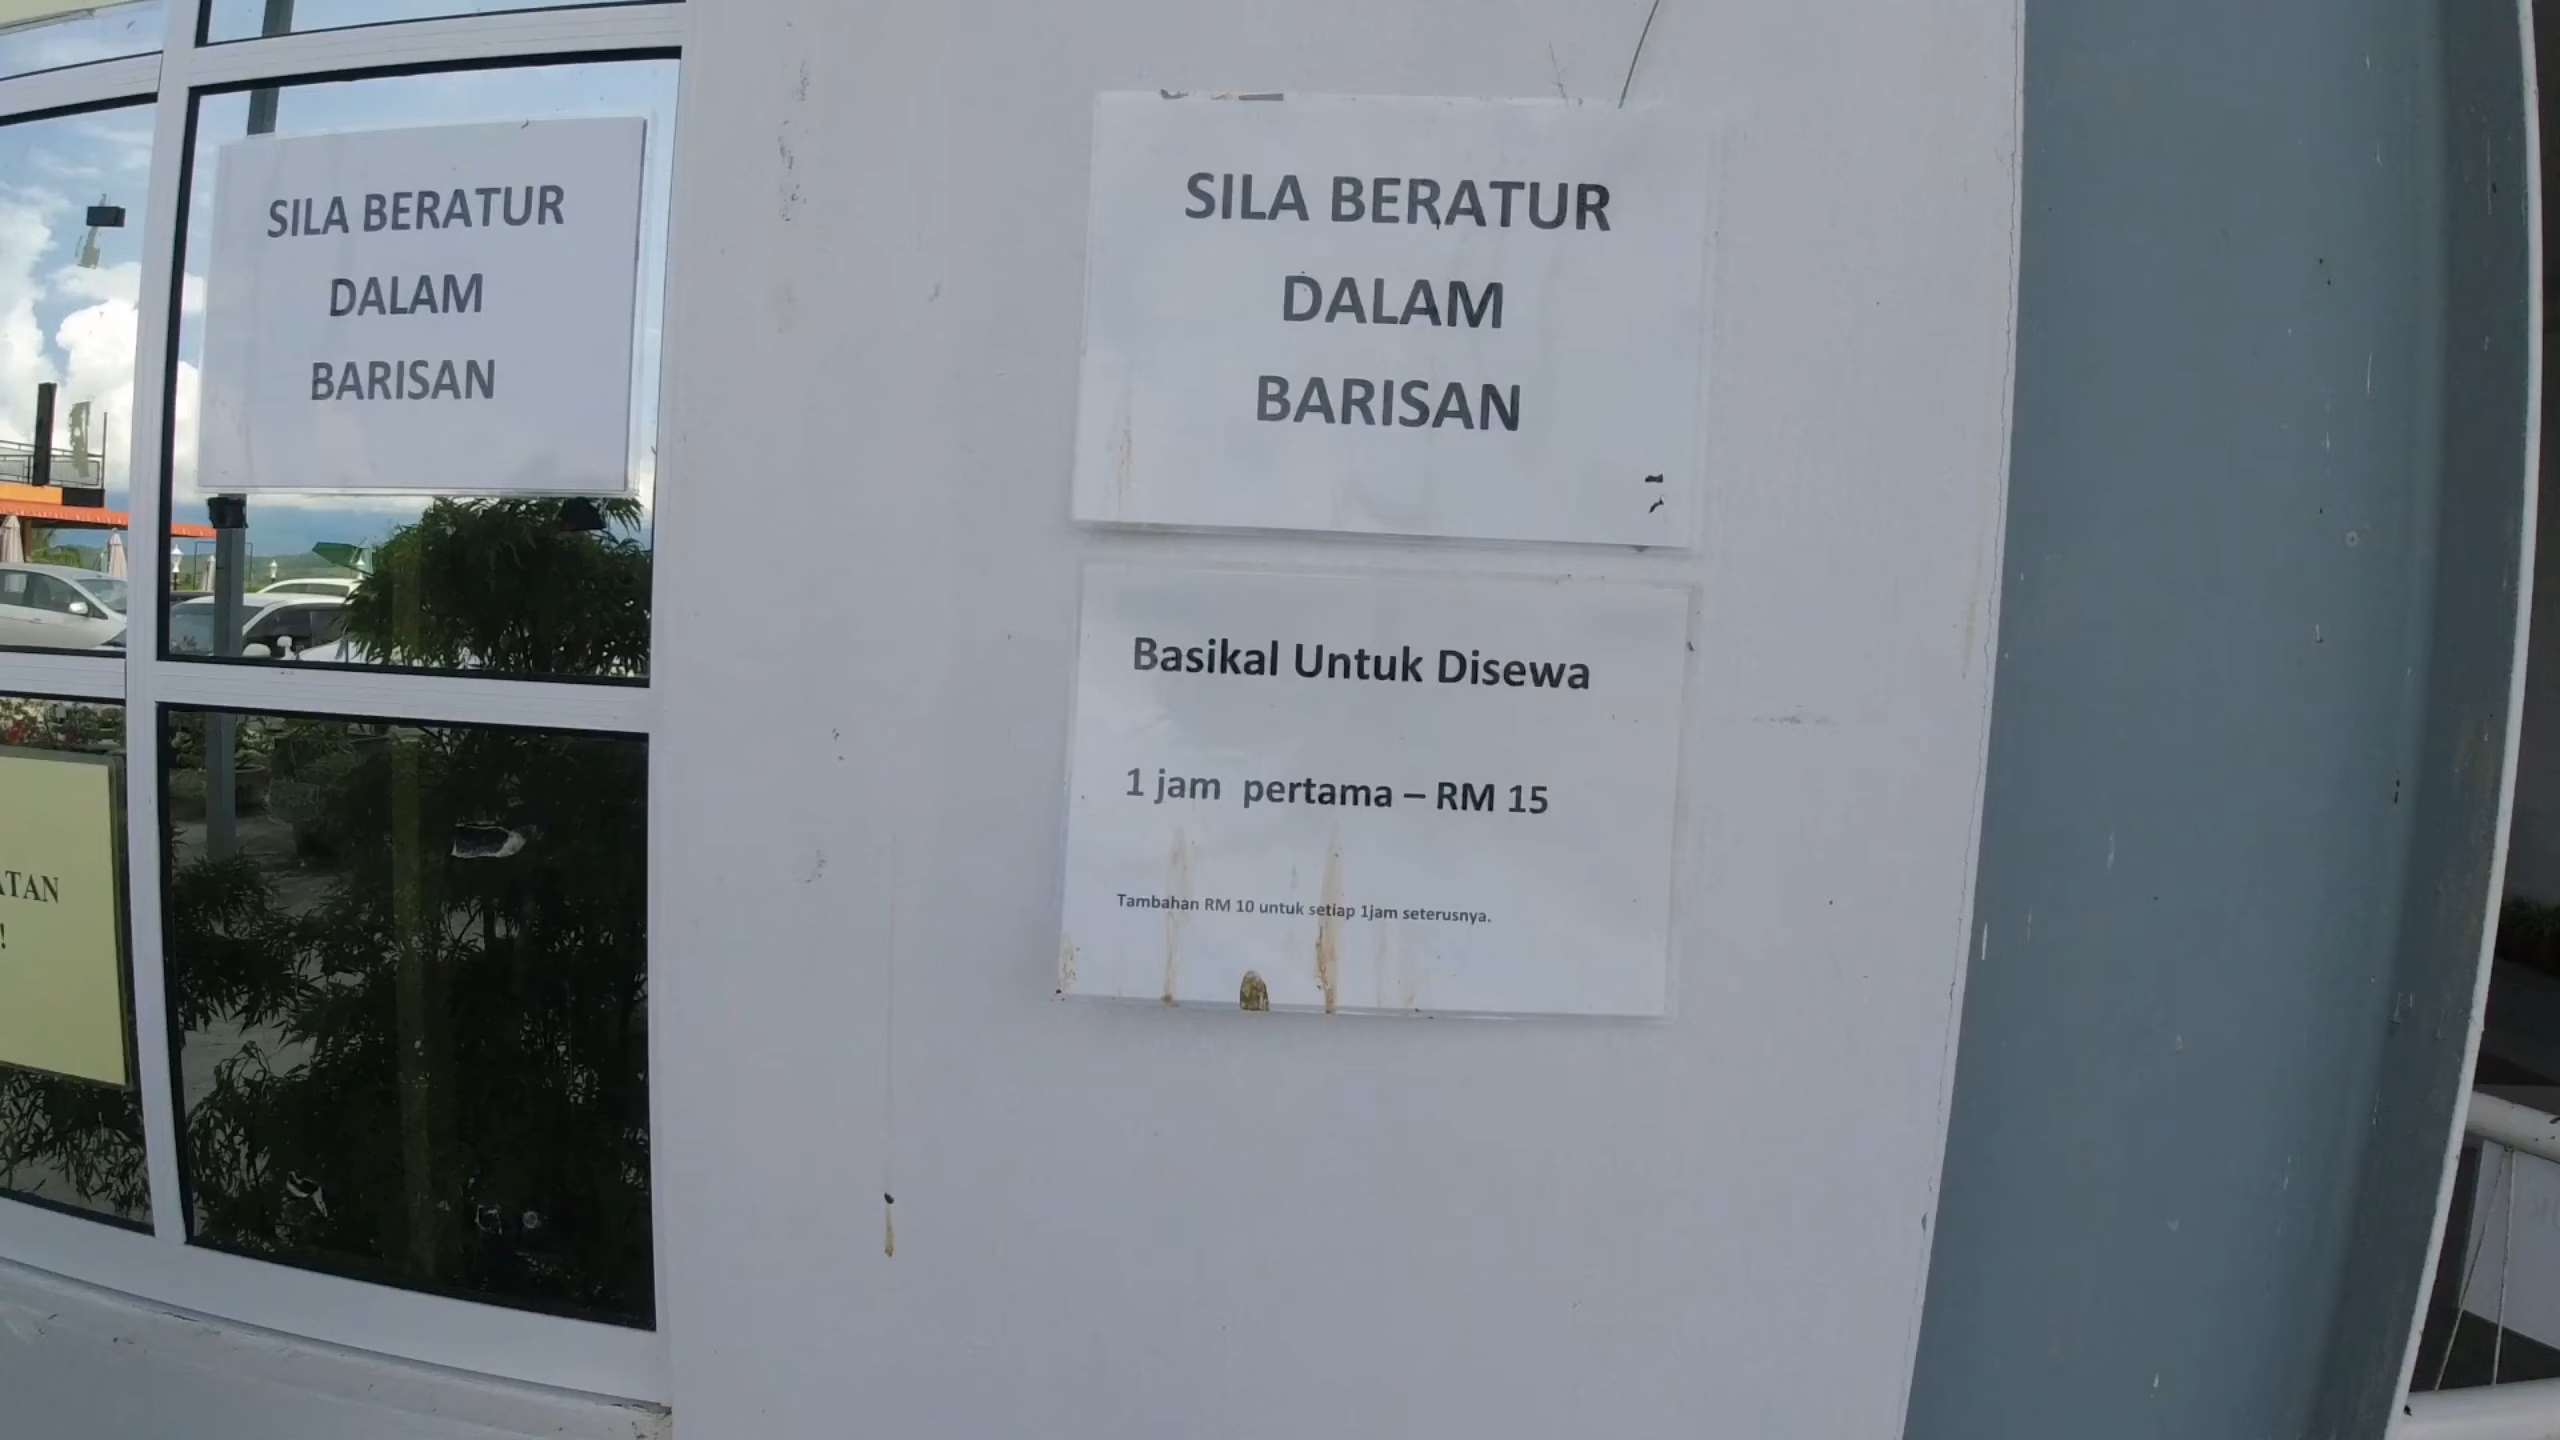 SILA BERATUR
DALAM
BARISAN
SILA BERATUR
DALAM
BARISAN
Basikal Untuk Disewa
1 jam pertama – RM 15
Tambahan RM 10 untuk setiap 1jam seterusnya.